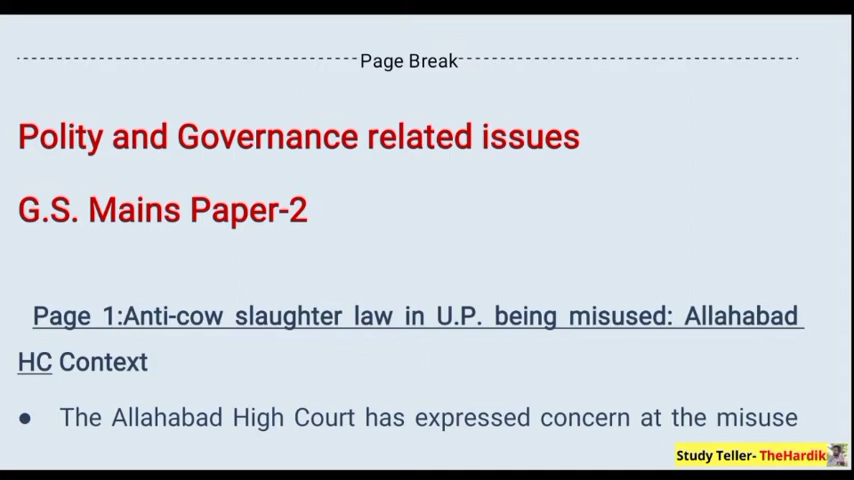 Page Break
Polity and Governance related issues
G.S. Mains Paper-2
Page 1:Anti-cow slaughter law in U.P. being misused: Allahabad
HC Context
● The Allahabad High Court has expressed concern at the misuse
Study Teller- TheHardik